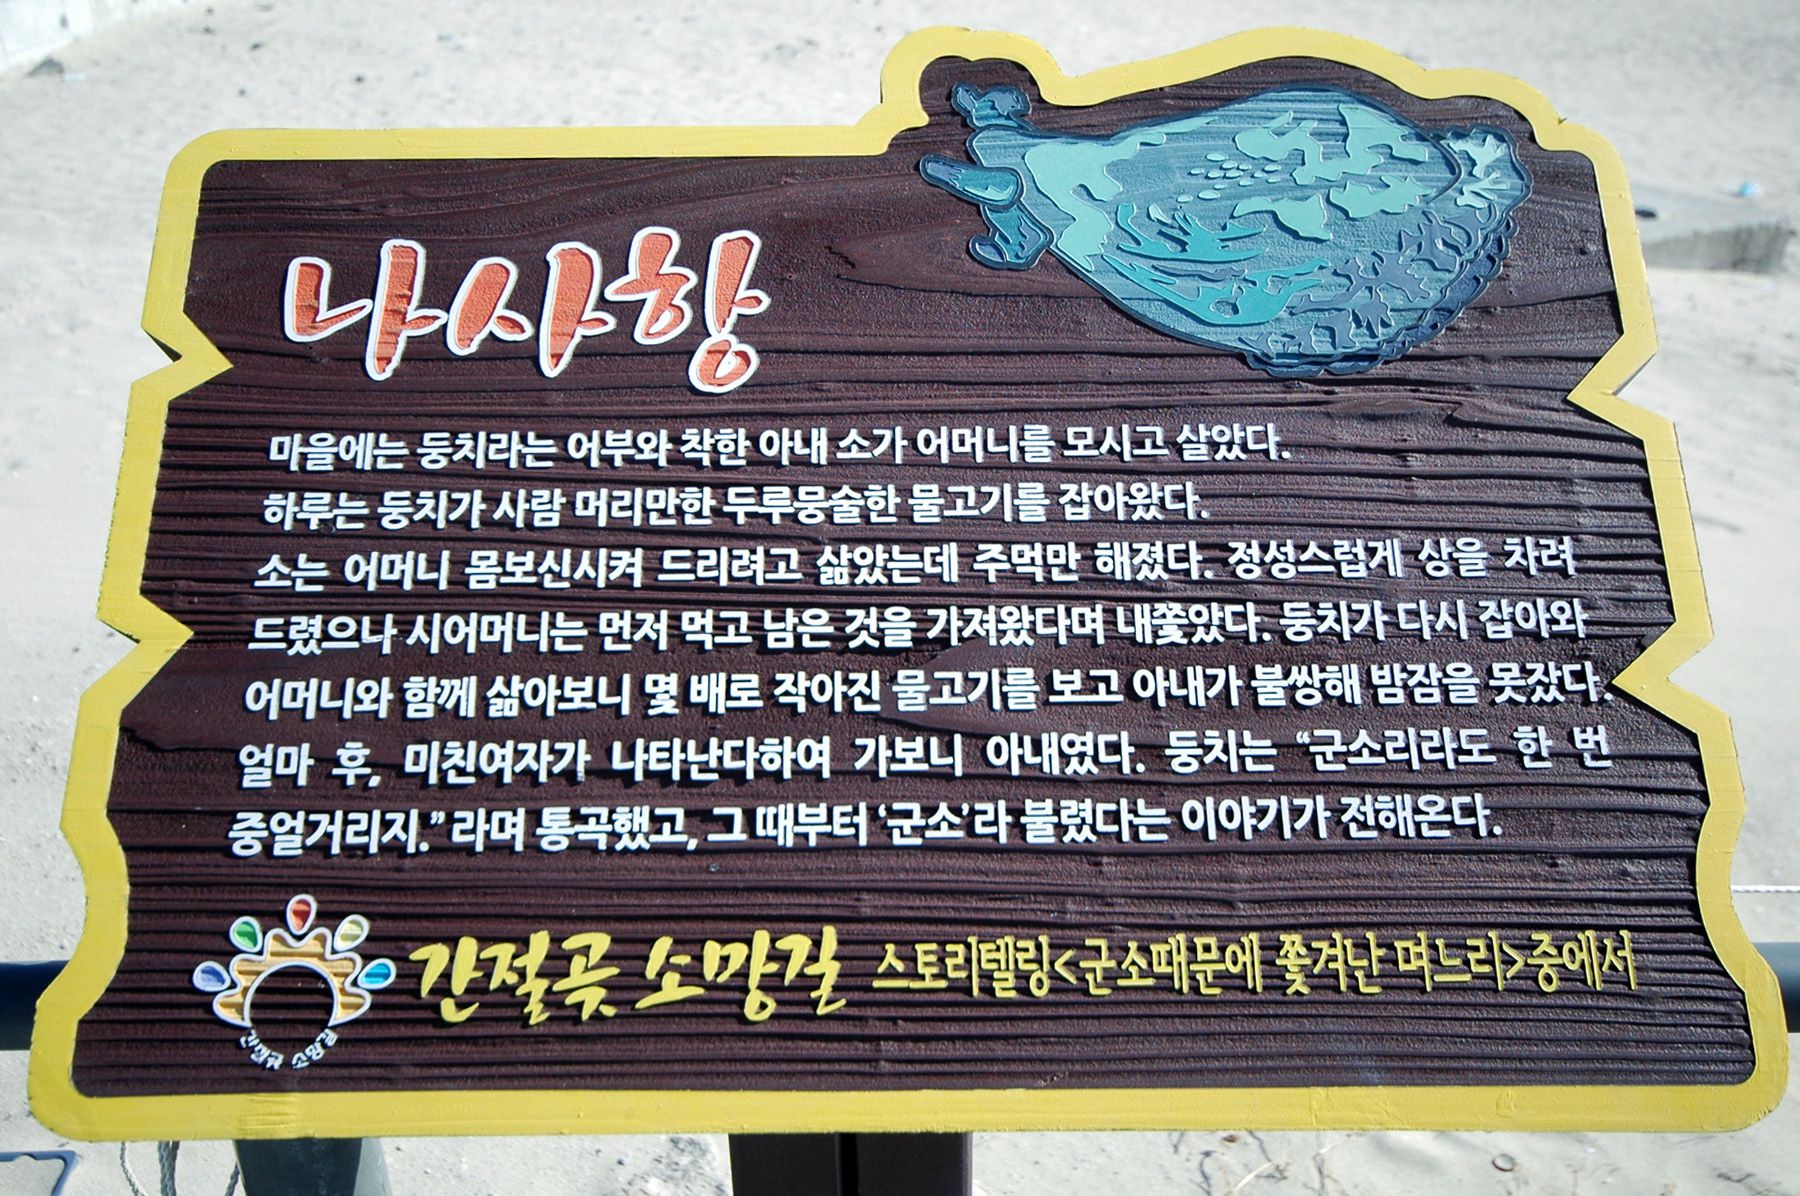 나사항
마을에는 둥치라는 어부와 착한 아내 소가 어머니를 모시고 살았다.
하루는 둥치가 사람 머리만한 두루뭉술한 물고기를 잡아왔다.
소는 어머니 몸보신시켜 드리려고 삶았는데 주먹만 해졌다. 정성스럽게 상을 차려
드렸으나 시어머니는 먼저 먹고 남은 것을 가져왔다며 내쫓았다. 둥치가 다시 잡아와
어머니와 함께 삶아보니 몇 배로 작아진 물고기를 보고 아내가 불쌍해 밤잠을 못잤다.
얼마 후, 미친여자가 나타난다하여 가보니 아내였다. 둥치는 “군소리라도 한 번
중얼거리지.” 라며 통곡했고, 그 때부터 ‘군소’라 불렸다는 이야기가 전해온다.
간절곶 소망길 스토리텔링<군소때문에 쫓겨난 며느리>중에서
간절곶 소망길